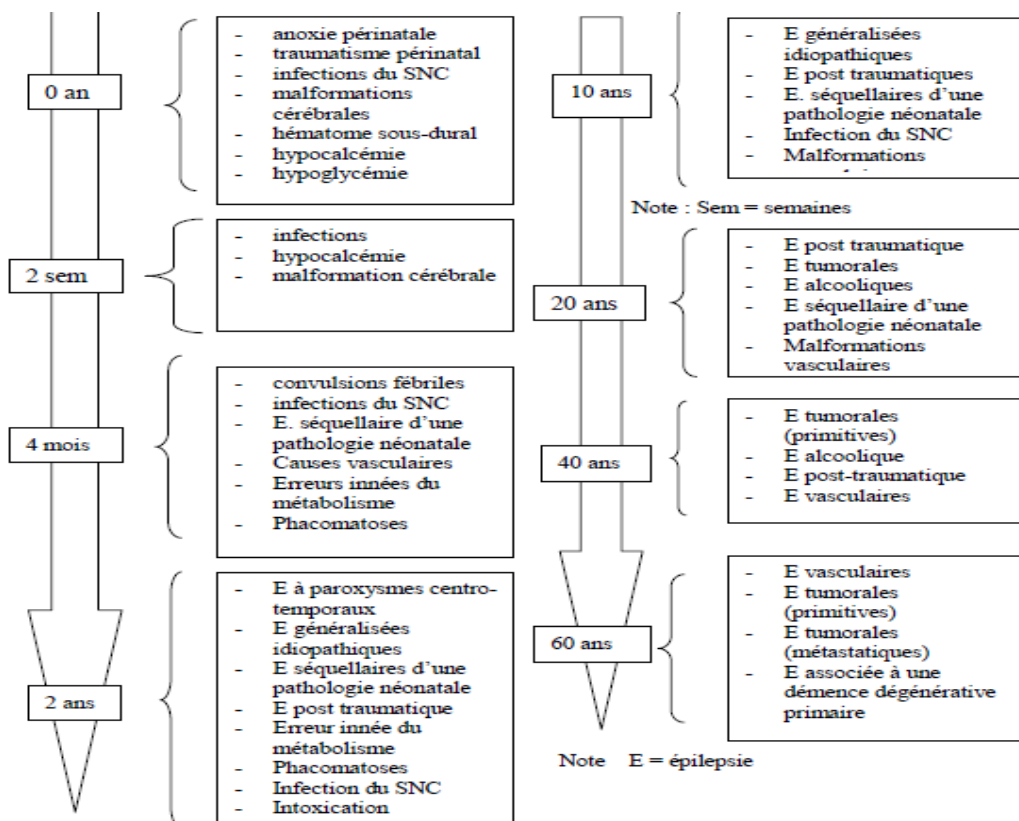 0 an
- anoxie périnatale
- traumatisme périnatal
- infections du SNC
- malformations
cérébrales
- hématome sous-dural
- hypocalcémie
- hypoglycémie
2 sem
- infections
- hypocalcémie
- malformation cérébrale
4 mois
- convulsions fébriles
- infections du SNC
- E. séquellaire d'une
pathologie néonatale
- Causes vasculaires
- Erreurs innées du
métabolisme
- Phacomatoses
2 ans
- E à paroxysmes centro-
temporaux
- E généralisées
idiopathiques
- E séquellaires d'une
pathologie néonatale
- E post traumatique
- Erreur innée du
métabolisme
- Phacomatoses
- Infection du SNC
- Intoxication
10 ans
- E généralisées
idiopathiques
- E post traumatiques
- E. séquellaires d'une
pathologie néonatale
- Infection du SNC
- Malformations
Note : Sem = semaines
20 ans
- E post traumatique
- E tumorales
- E alcooliques
- E séquellaire d'une
pathologie néonatale
- Malformations
vasculaires
40 ans
- E tumorales
(primitives)
- E alcoolique
- E post-traumatique
- E vasculaires
60 ans
- E vasculaires
- E tumorales
(primitives)
- E tumorales
(métastatiques)
- E associée à une
démence dégénérative
primaire
Note E = épilepsie